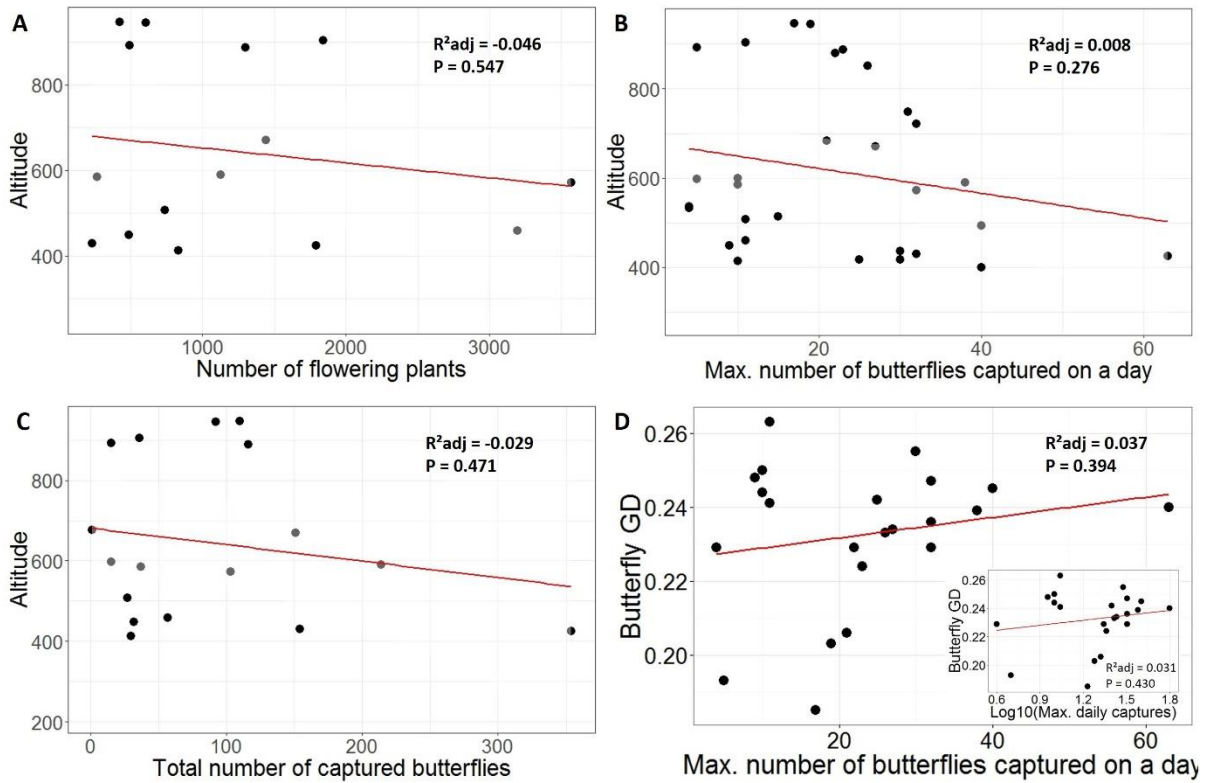 A
R²adj = -0.046
P = 0.547
800
600
400
Altitude
1000
2000
3000
Number of flowering plants
B
R²adj = 0.008
P = 0.276
800
600
400
Altitude
20
40
60
Max. number of butterflies captured on a day
C
R²adj = -0.029
P = 0.471
800
600
400
200
Altitude
0
100
200
300
Total number of captured butterflies
D
R²adj = 0.037
P = 0.394
0.26
0.24
0.22
0.20
Butterfly GD
20
40
60
Max. number of butterflies captured on a day
0.26
0.24
0.22
0.20
Butterfly GD
R²adj = 0.031
P = 0.430
0.6
0.9
1.2
1.5
1.8
Log10(Max. daily captures)